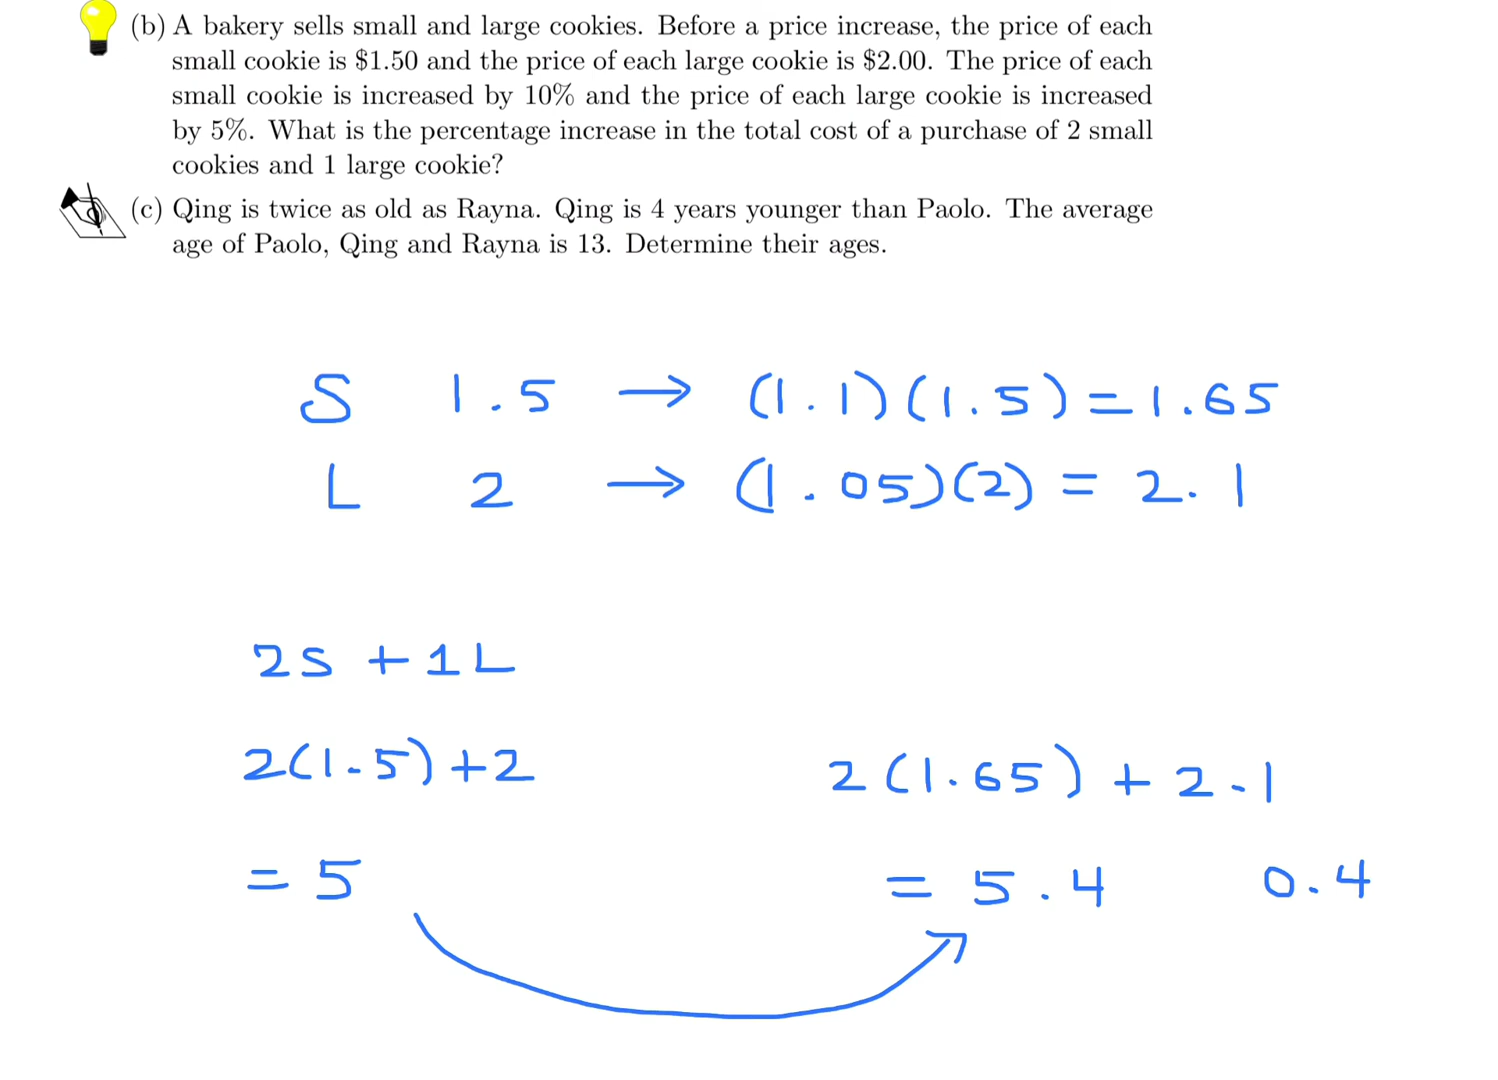 (b) A bakery sells small and large cookies. Before a price increase, the price of each
small cookie is $1.50 and the price of each large cookie is $2.00. The price of each
small cookie is increased by 10% and the price of each large cookie is increased
by 5%. What is the percentage increase in the total cost of a purchase of 2 small
cookies and 1 large cookie?
(c) Qing is twice as old as Rayna. Qing is 4 years younger than Paolo. The average
age of Paolo, Qing and Rayna is 13. Determine their ages.
S 1.5 → (1.1)(1.5) = 1.65
L 2 → (1.05)(2) = 2.1
2S + 1L
2(1.5)+2 2(1.65) + 2.1
= 5 = 5.4 0.4